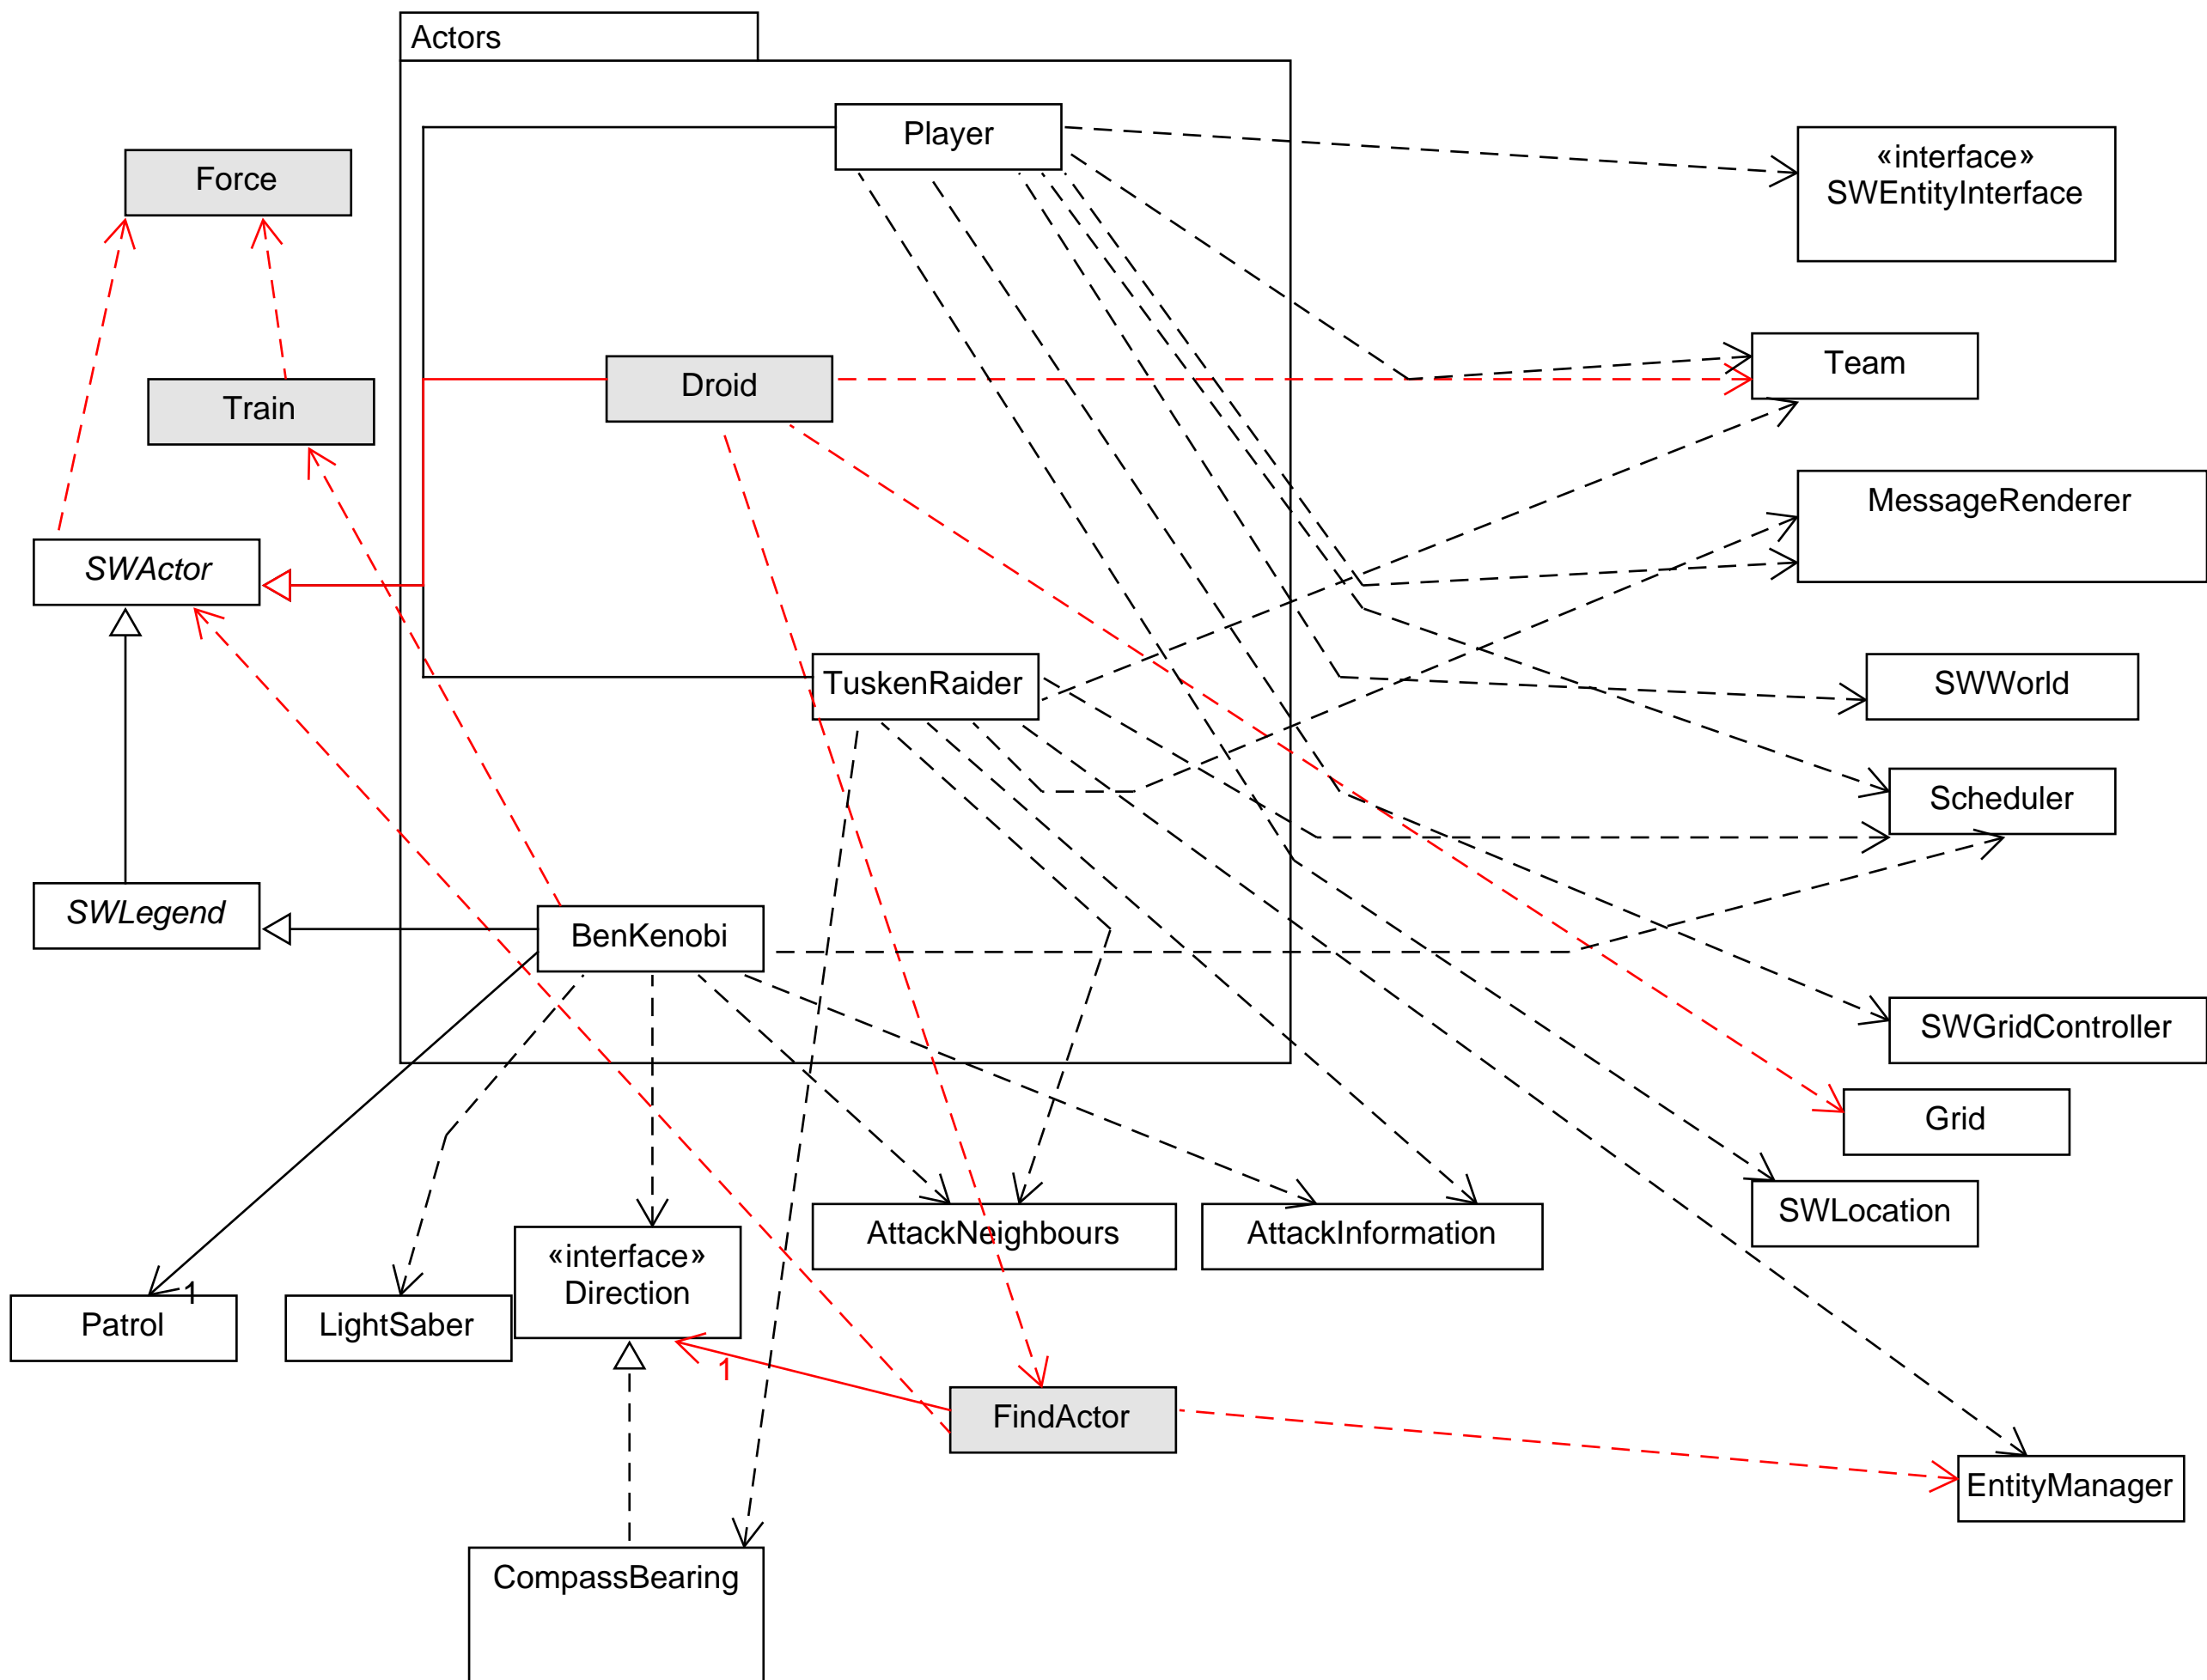 Actors
Player
«interface»
SWEntityInterface
Force
Team
Droid
Train
MessageRenderer
SWActor
TuskenRaider
SWWorld
Scheduler
SWLegend
BenKenobi
SWGridController
Grid
SWLocation
AttackNeighbours
AttackInformation
«interface»
Direction
1
Patrol
LightSaber
1
FindActor
EntityManager
CompassBearing